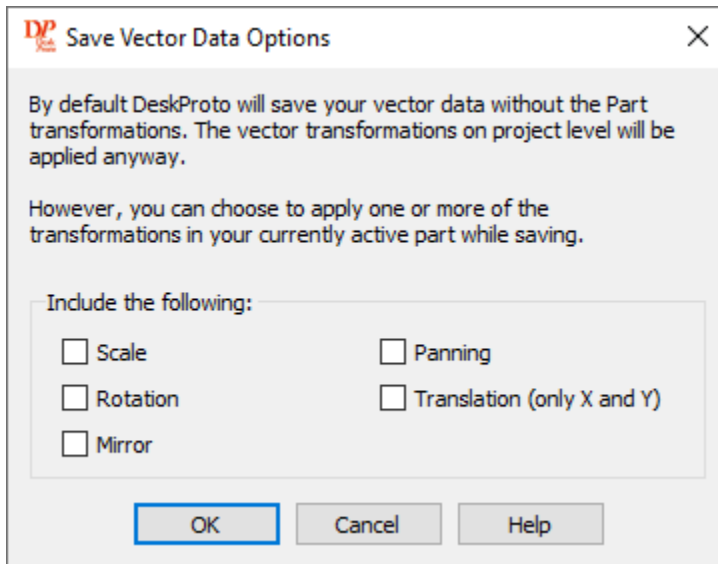 DP
Save Vector Data Options
By default DeskProto will save your vector data without the Part
transformations. The vector transformations on project level will be
applied anyway.
However, you can choose to apply one or more of the
transformations in your currently active part while saving.
Include the following:
Scale
Panning
Rotation
Translation (only X and Y)
Mirror
OK
Cancel
Help